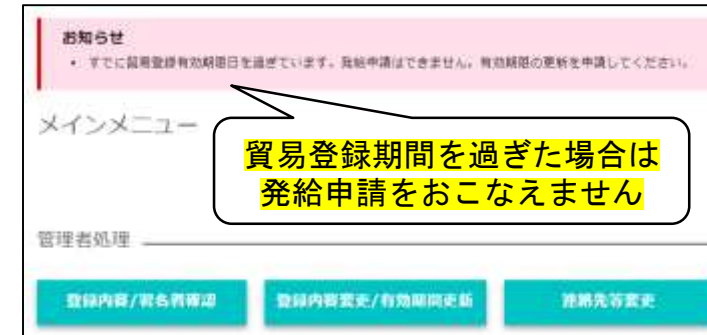 お知らせ
・ すでに貿易登録有効期限日を過ぎています。発給申請はできません。有効期限の更新を申請してください。
メインメニュー
貿易登録期間を過ぎた場合は
発給申請をおこなえません
管理者処理
登録内容/署名者確認
登録内容変更/有効期間更新
連絡先等変更